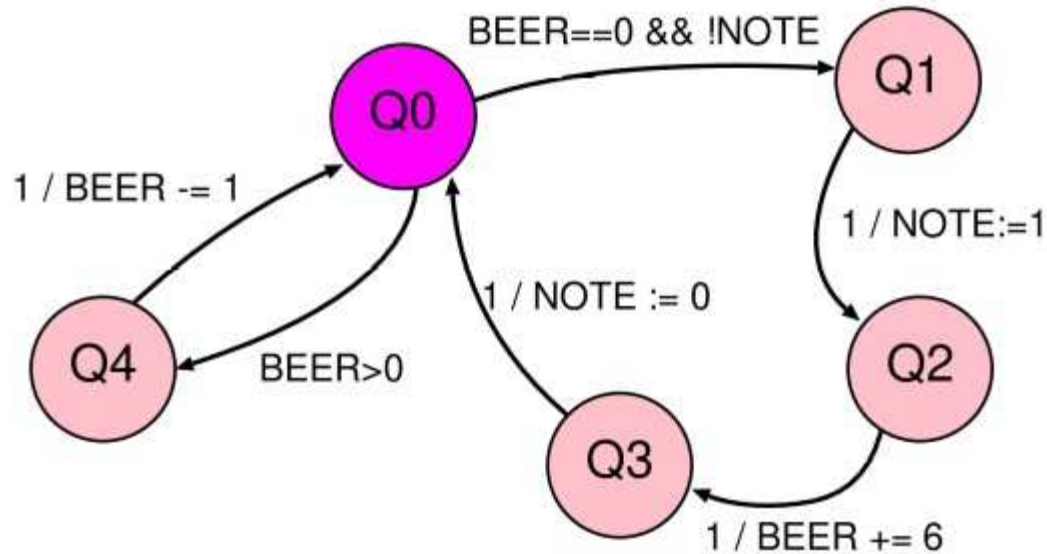 BEER==0 && !NOTE
Q0
Q1
1 / BEER -= 1
1 / NOTE:=1
1 / NOTE := 0
Q4
BEER>0
Q2
Q3
1 / BEER += 6